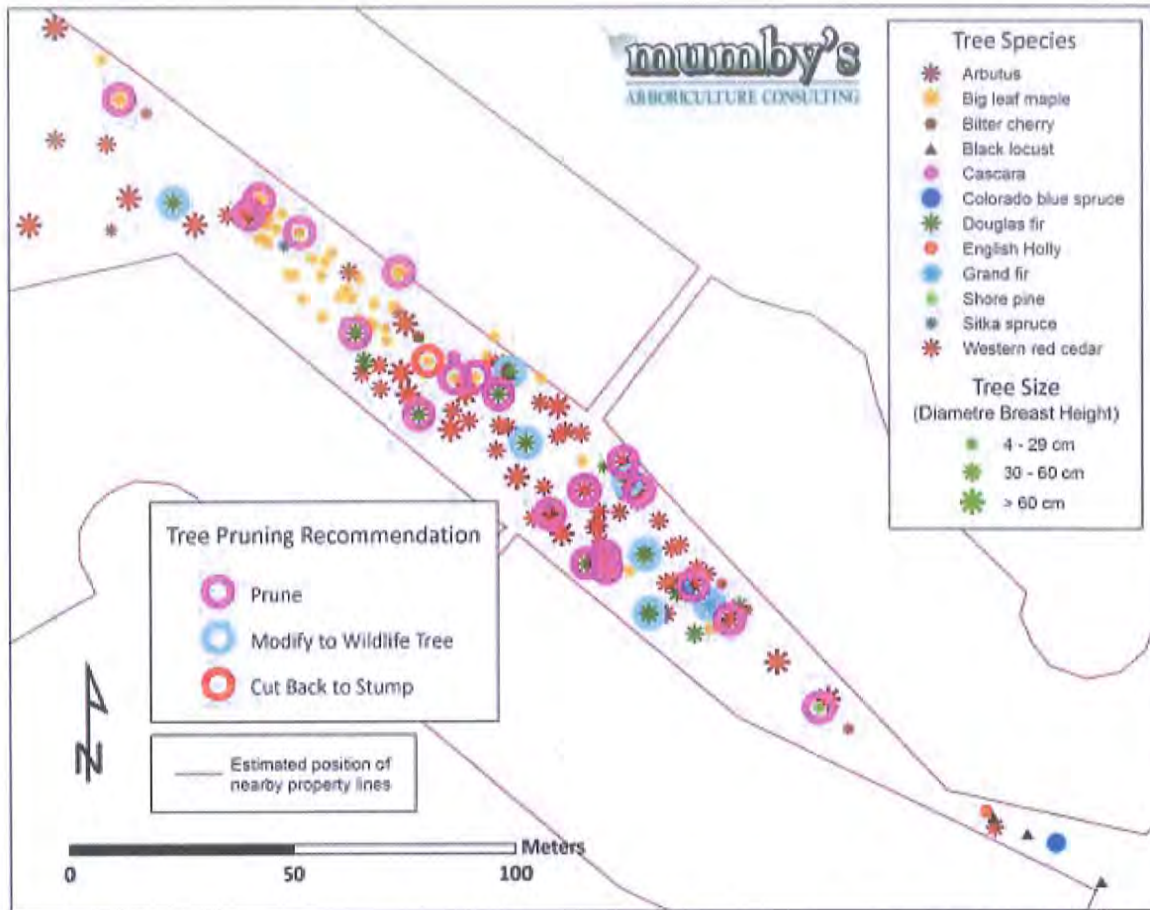 mumby's
ARBORICULTURE CONSULTING
Tree Species
Arbutus
Big leaf maple
Bitter cherry
Black locust
Cascara
Colorado blue spruce
Douglas fir
English Holly
Grand fir
Shore pine
Sitka spruce
Western red cedar
Tree Size
(Diametre Breast Height)
4 - 29 cm
30 - 60 cm
> 60 cm
Tree Pruning Recommendation
Prune
Modify to Wildlife Tree
Cut Back to Stump
Estimated position of
nearby property lines
N
Meters
0 50 100